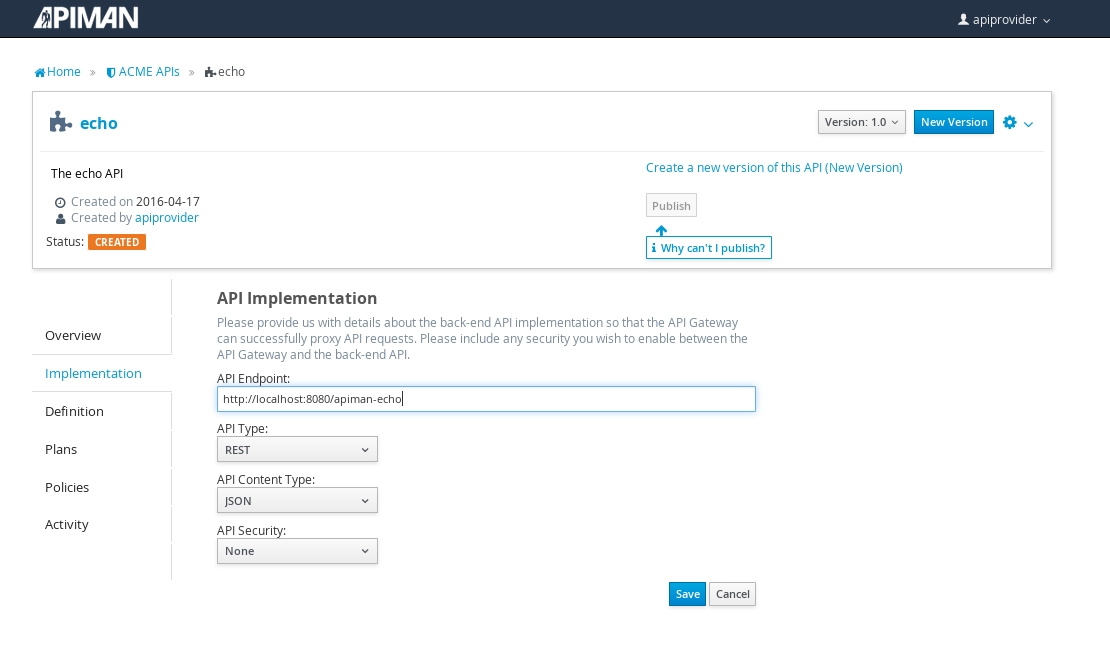 APIMAN
apiprovider
Home » ACME APIs » echo
echo
Version: 1.0
New Version
The echo API
Create a new version of this API (New Version)
Created on 2016-04-17
Created by apiprovider
Status: CREATED
Publish
Why can't I publish?
Overview
Implementation
Definition
Plans
Policies
Activity
API Implementation
Please provide us with details about the back-end API implementation so that the API Gateway
can successfully proxy API requests. Please include any security you wish to enable between the
API Gateway and the back-end API.
API Endpoint:
http://localhost:8080/apiman-echo
API Type:
REST
API Content Type:
JSON
API Security:
None
Save
Cancel